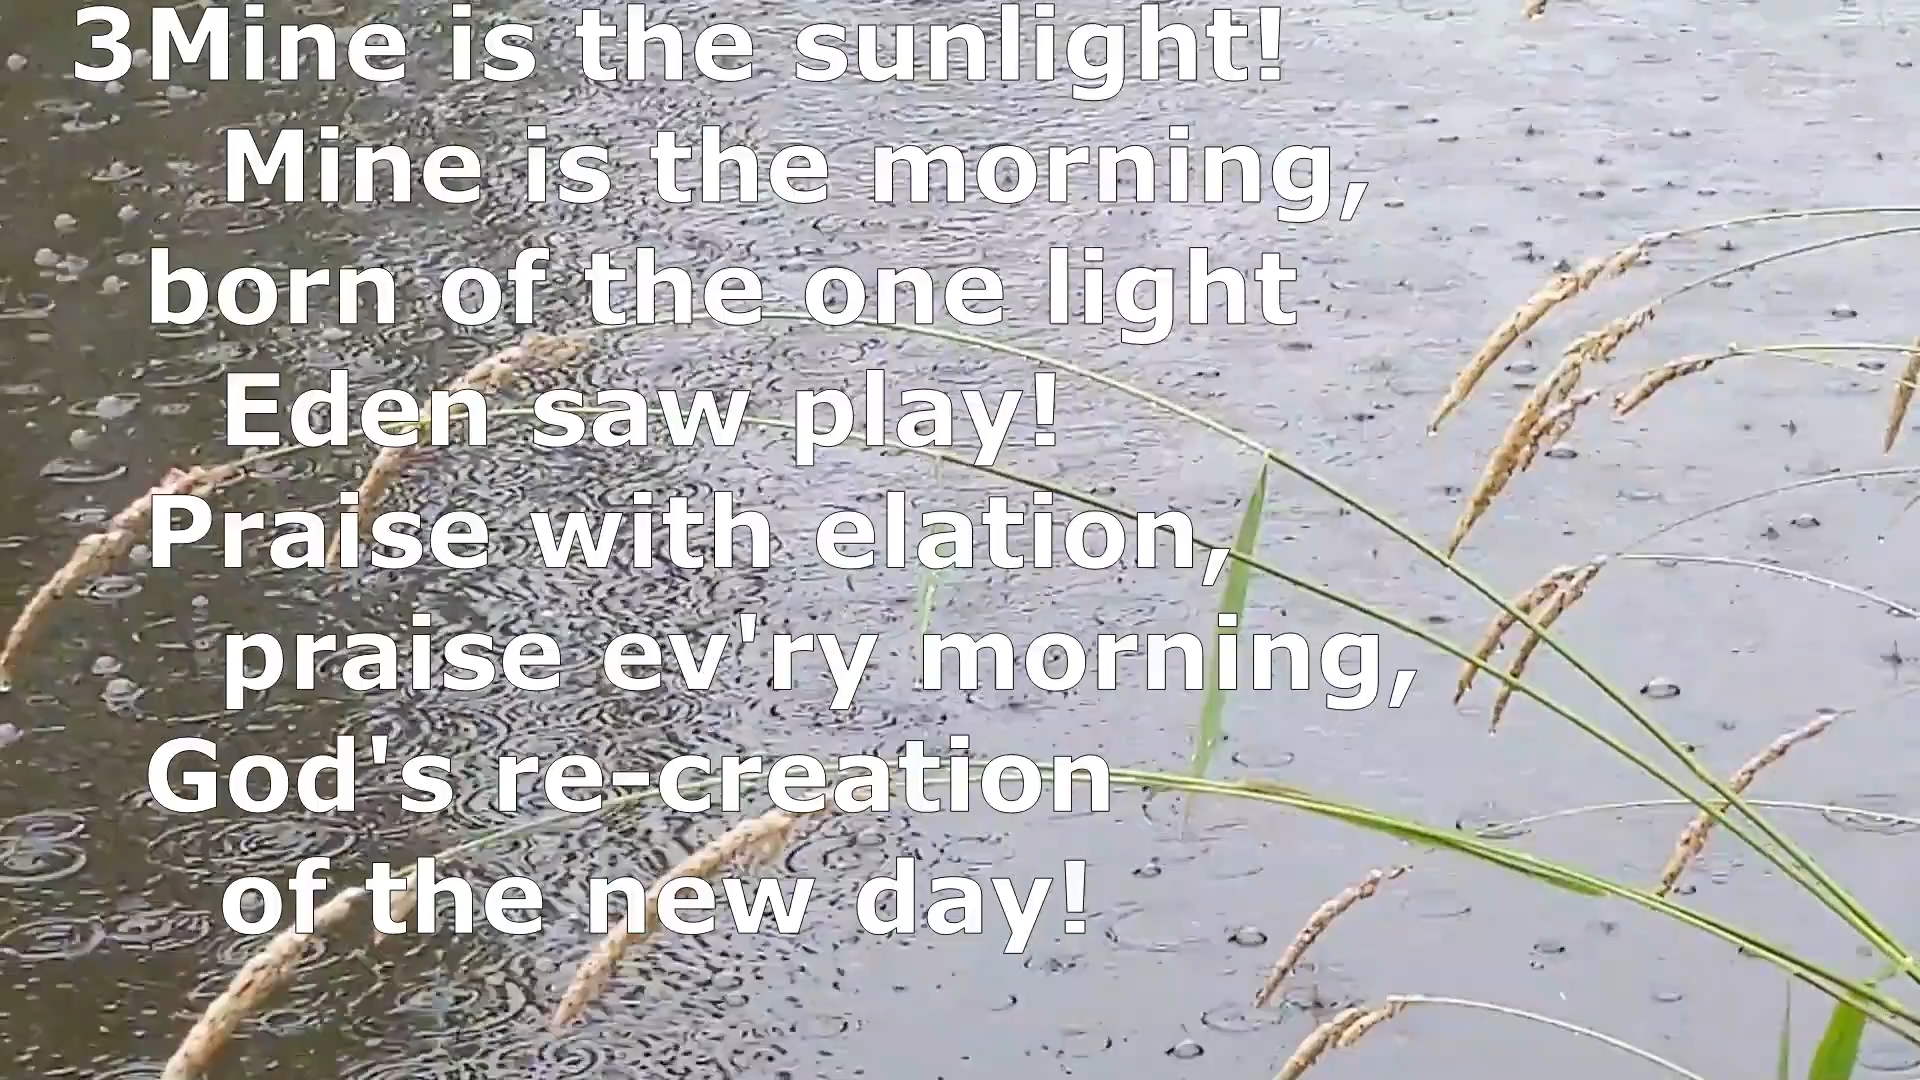 3Mine is the sunlight!
Mine is the morning,
born of the one light
Eden saw play!
Praise with elation,
praise ev'ry morning,
God's re-creation
of the new day!